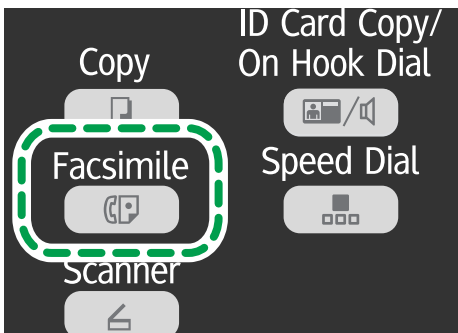 ID Card Copy/
Copy
On Hook Dial
Facsimile
Speed Dial
Scanner